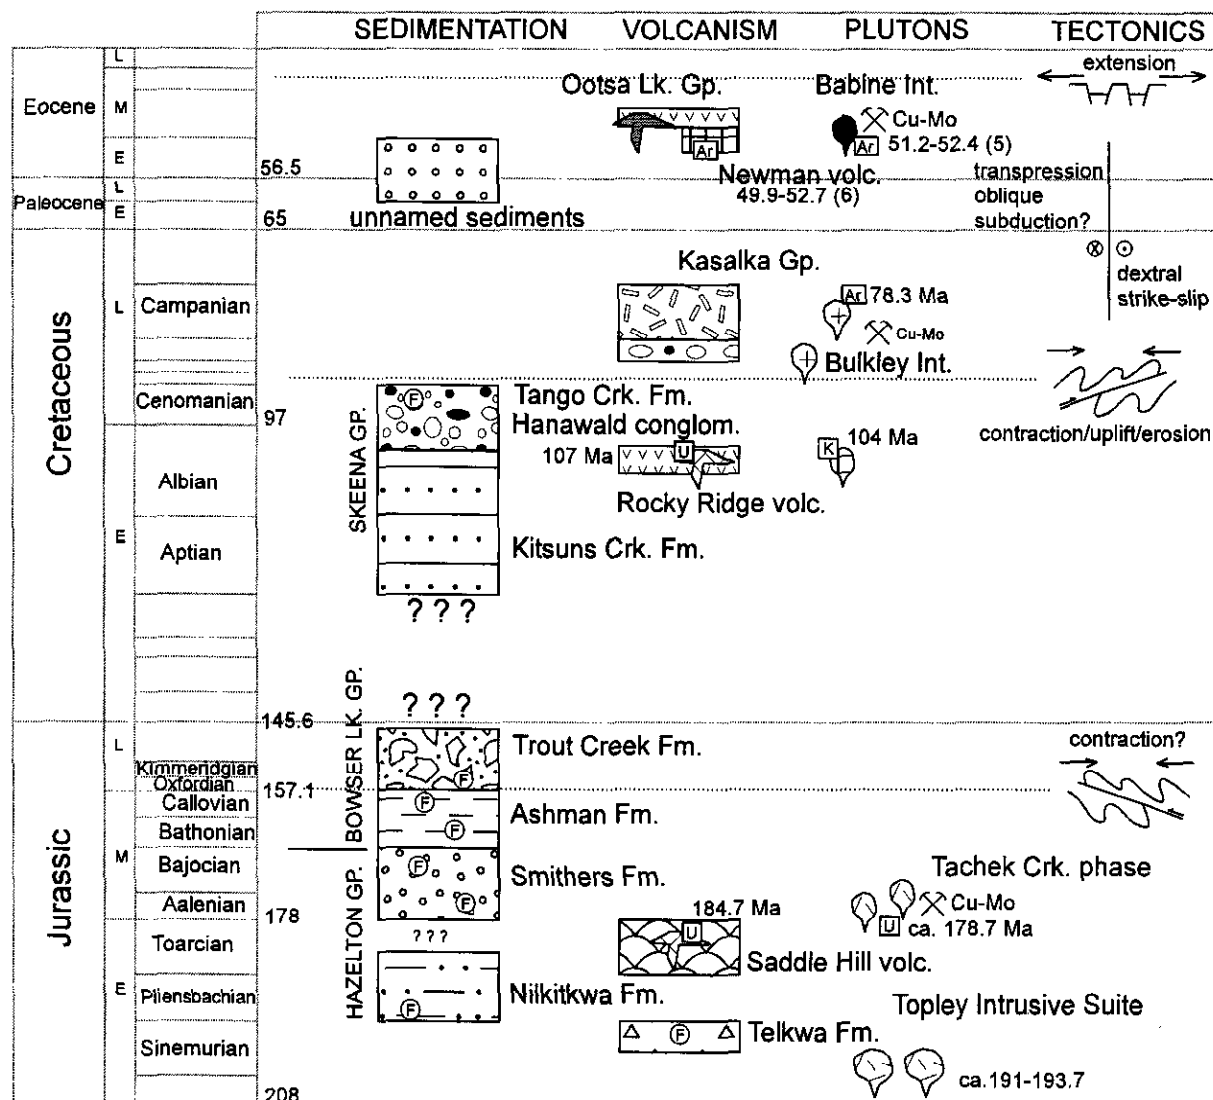 SEDIMENTATION VOLCANISM PLUTONS TECTONICS
L
extension
Ootsa Lk. Gp. Babine Int.
Eocene M
Cu-Mo
Ar
Ar 51.2-52.4 (5)
E
56.5
Newman volc.
49.9-52.7 (6)
transpression
oblique
subduction?
Paleocene
L
E
65
unnamed sediments
Kasalka Gp.
dextral
strike-slip
Ar 78.3 Ma
L Campanian
Cu-Mo
Bulkley Int.
Cretaceous
Cenomanian
97
F
Tango Crk. Fm.
Hanawald conglom.
contraction/uplift/erosion
107 Ma U
K 104 Ma
SKEENA GP.
Albian
Rocky Ridge volc.
E
Aptian
Kitsuns Crk. Fm.
? ? ?
? ? ?
145.6
BOWSER LK. GP.
L
Trout Creek Fm.
contraction?
Kimmeridgian
F
Oxfordian
157.1
Callovian
F
Ashman Fm.
Bathonian
F
Jurassic
M
Bajocian
F
Smithers Fm.
Tachek Crk. phase
HAZELTON GP.
Aalenian
F
178
184.7 Ma
Cu-Mo
U ca. 178.7 Ma
Toarcian
? ? ?
U
Saddle Hill volc.
E
Pliensbachian
F
Nilkitkwa Fm.
Topley Intrusive Suite
F
Telkwa Fm.
Sinemurian
ca.191-193.7
208